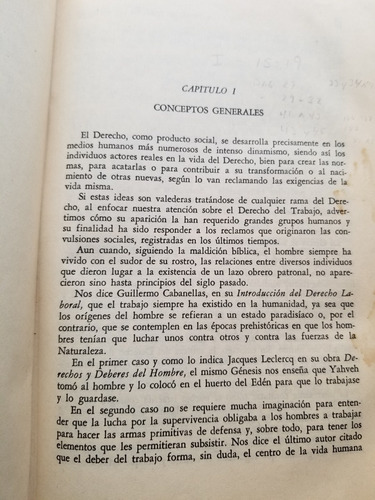 CAPITULO I
CONCEPTOS GENERALES
El Derecho, como producto social, se desarrolla precisamente en los
medios humanos más numerosos de intenso dinamismo, siendo así los
individuos actores reales en la vida del Derecho, bien para crear las nor-
mas, para acatarlas o para contribuir a su transformación o al naci-
miento de otras nuevas, según lo van reclamando las exigencias de la
vida misma.
Si estas ideas son valederas tratándose de cualquier rama del Dere-
cho, al enfocar nuestra atención sobre el Derecho del Trabajo, adver-
timos cómo su aparición la han requerido grandes grupos humanos y
su finalidad ha sido responder a los reclamos que originaron las con-
vulsiones sociales, registradas en los últimos tiempos.
Aun cuando, siguiendo la maldición bíblica, el hombre siempre ha
vivido con el sudor de su rostro, las relaciones entre diversos individuos
que dieron lugar a la existencia de un lazo obrero patronal, no apare-
cieron sino hasta principios del siglo pasado.
Nos dice Guillermo Cabanellas, en su Introducción del Derecho La-
boral, que el trabajo siempre ha existido en la humanidad, ya sea que
los orígenes del hombre se refieran a un estado paradisíaco o, por el
contrario, que se contemplen en las épocas prehistóricas en que los hom-
bres tenían que luchar unos contra otros y contra las fuerzas de la
Naturaleza.
En el primer caso y como lo indica Jacques Leclercq en su obra De-
rechos y Deberes del Hombre, el mismo Génesis nos enseña que Yahveh
tomó al hombre y lo colocó en el huerto del Edén para que lo trabajase
y lo guardase.
En el segundo caso no se requiere mucha imaginación para enten-
der que la lucha por la supervivencia obligaba a los hombres a trabajar
para hacer las armas primitivas de defensa y, sobre todo, para tener los
elementos que les permitieran subsistir. Nos dice el último autor citado
que el deber del trabajo forma, sin duda, el centro de la vida humana